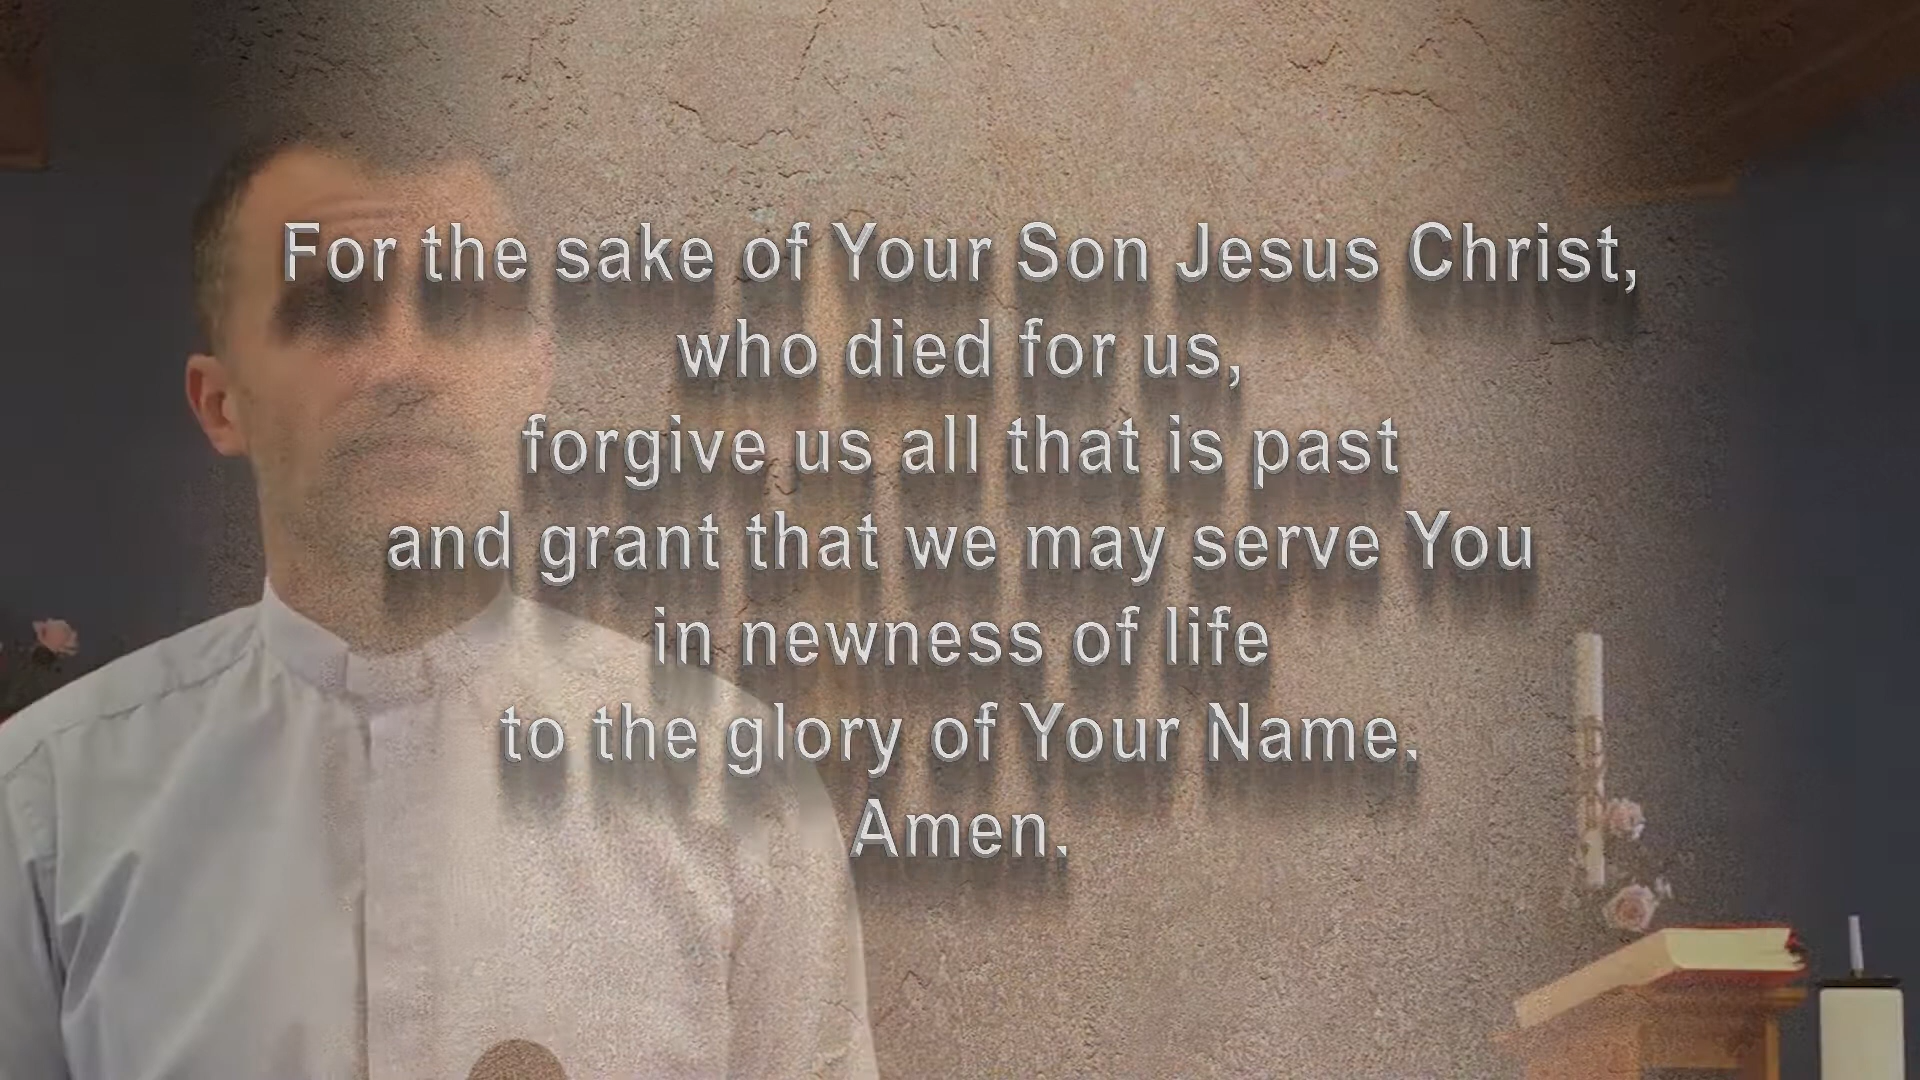 For the sake of Your Son Jesus Christ,
who died for us,
forgive us all that is past
and grant that we may serve You
in newness of life
to the glory of Your Name.
Amen.